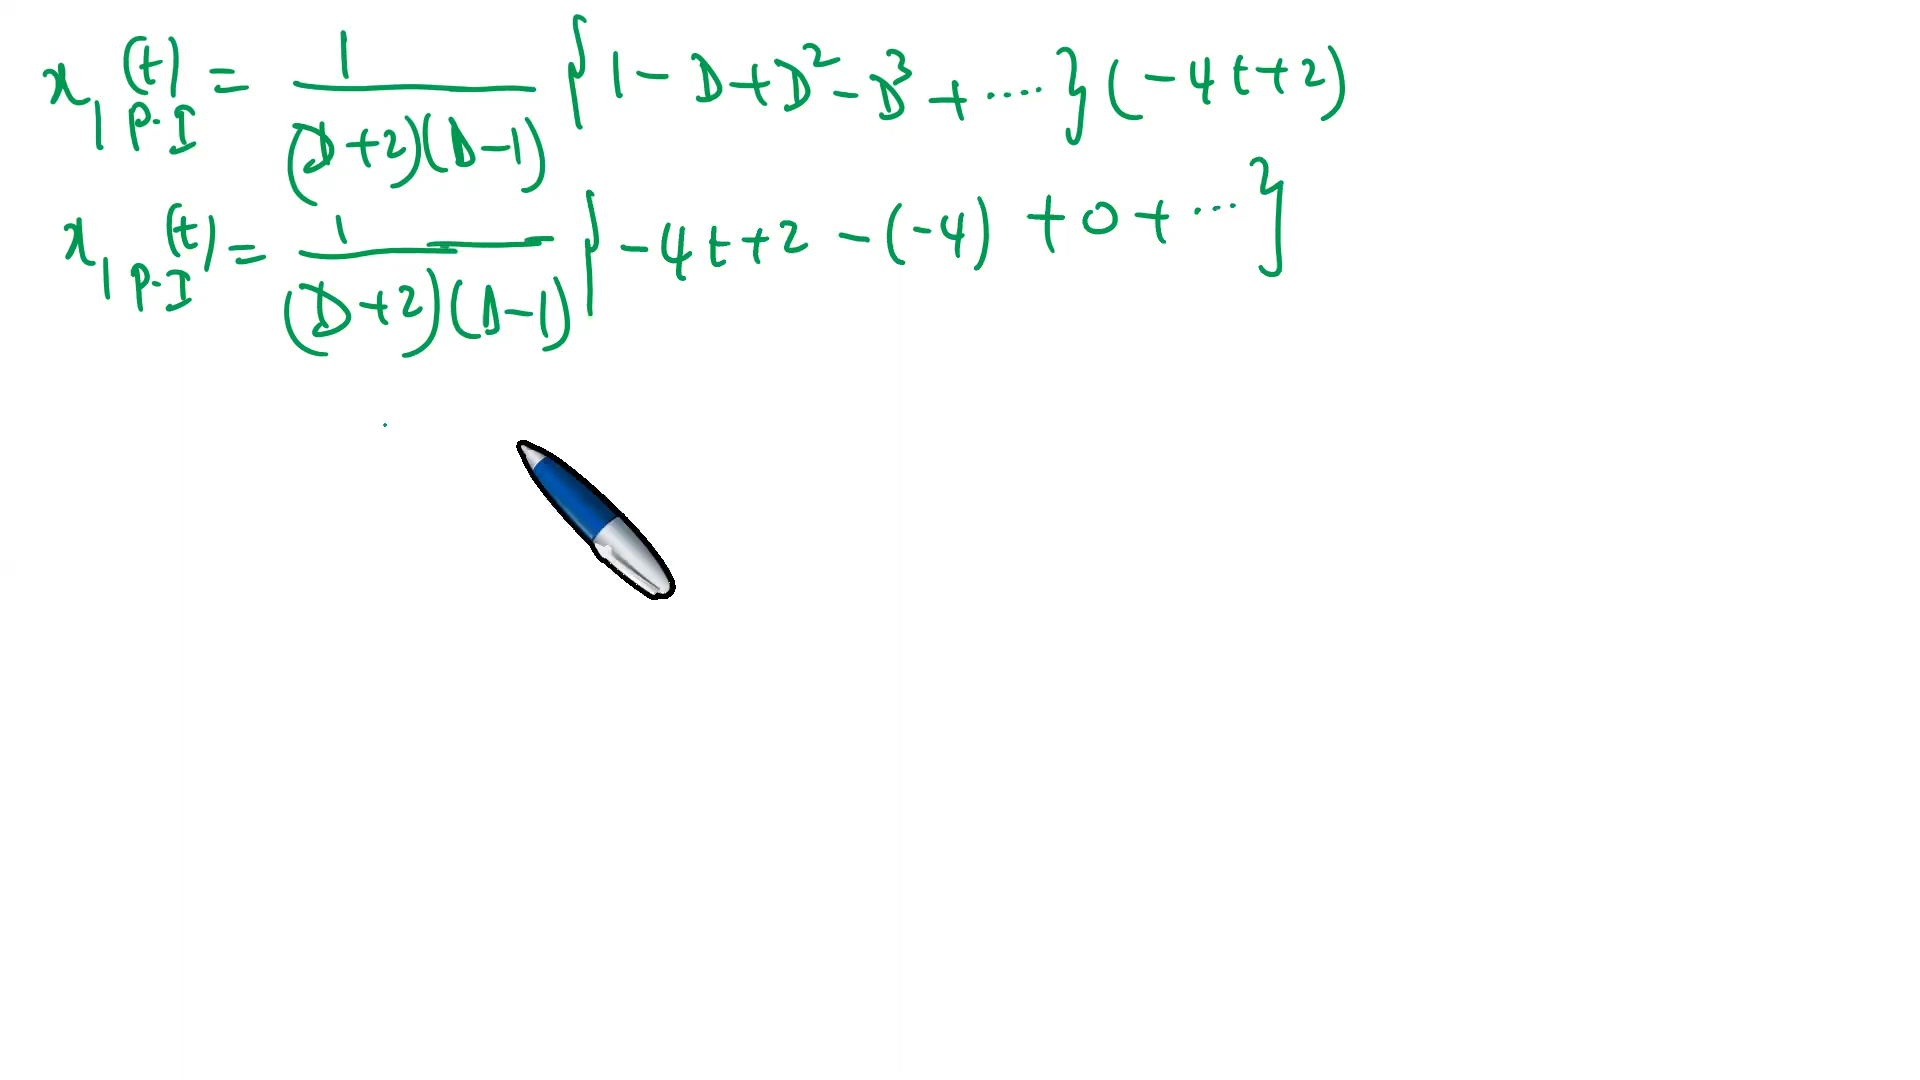 x₁ P.I (t) = 1/((D+2)(D-1)) {1 - D + D² - D³ + ....} (-4t+2)
x₁ P.I (t) = 1/((D+2)(D-1)) {-4t+2 - (-4) + 0 + ...}